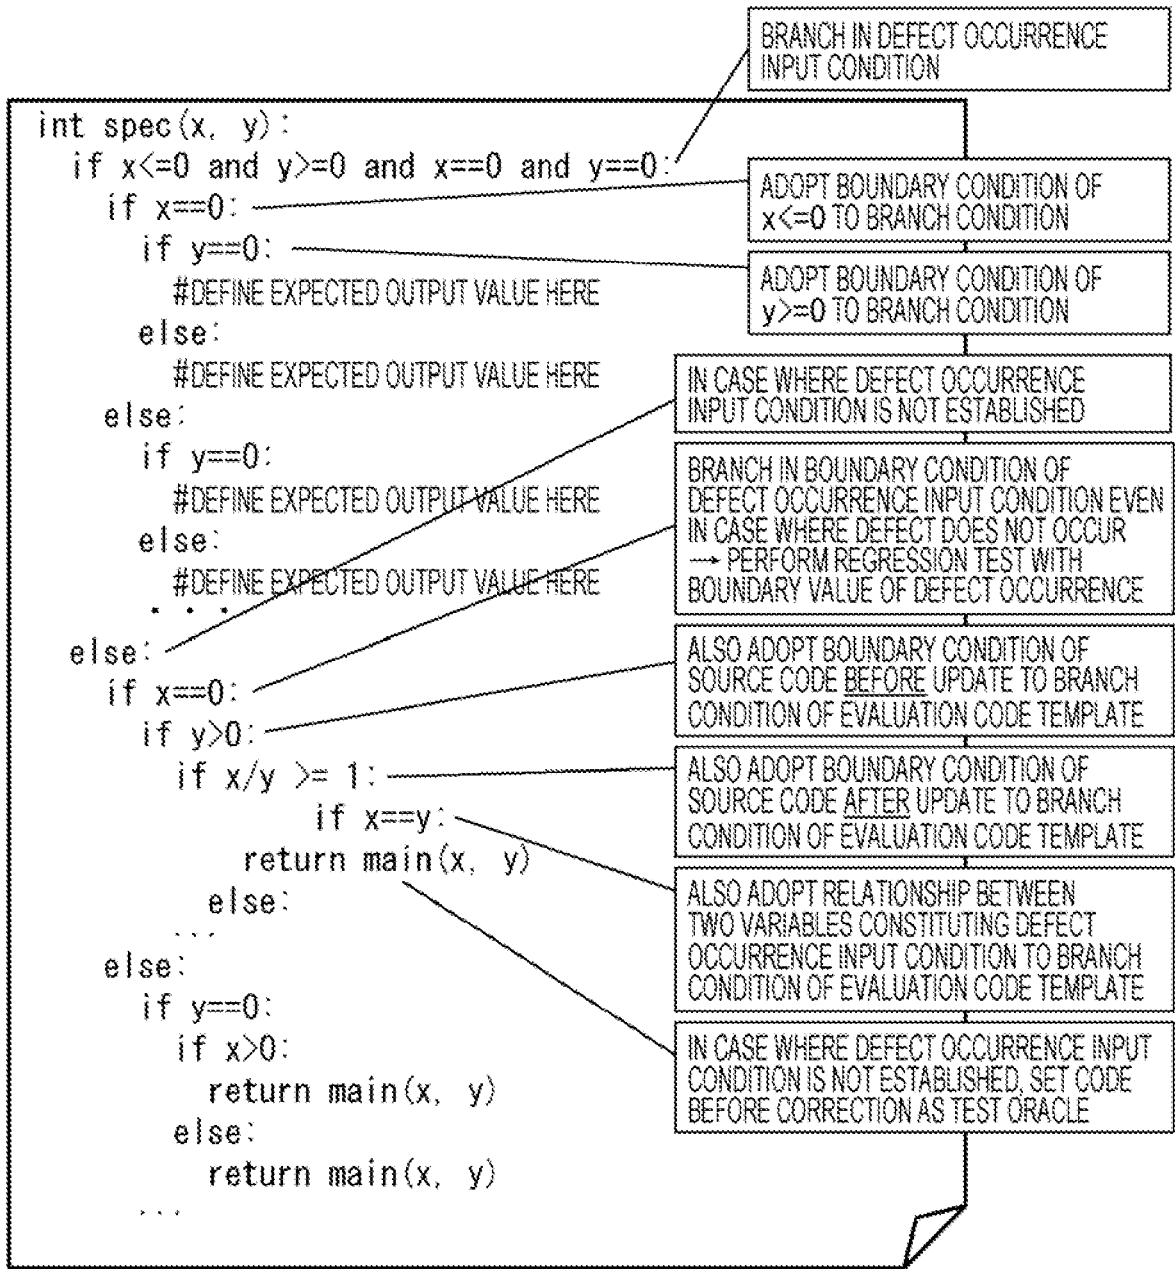 int spec(x, y):
if x<=0 and y>=0 and x==0 and y==0:
if x==0:
if y==0:
#DEFINE EXPECTED OUTPUT VALUE HERE
else:
#DEFINE EXPECTED OUTPUT VALUE HERE
else:
if y==0:
#DEFINE EXPECTED OUTPUT VALUE HERE
else:
#DEFINE EXPECTED OUTPUT VALUE HERE
...
else:
if x==0:
if y>0:
if x/y >= 1:
if x==y:
return main(x, y)
else:
...
else:
if y==0:
if x>0:
return main(x, y)
else:
return main(x, y)
...
BRANCH IN DEFECT OCCURRENCE
INPUT CONDITION
ADOPT BOUNDARY CONDITION OF
x<=0 TO BRANCH CONDITION
ADOPT BOUNDARY CONDITION OF
y>=0 TO BRANCH CONDITION
IN CASE WHERE DEFECT OCCURRENCE
INPUT CONDITION IS NOT ESTABLISHED
BRANCH IN BOUNDARY CONDITION OF
DEFECT OCCURRENCE INPUT CONDITION EVEN
IN CASE WHERE DEFECT DOES NOT OCCUR
→ PERFORM REGRESSION TEST WITH
BOUNDARY VALUE OF DEFECT OCCURRENCE
ALSO ADOPT BOUNDARY CONDITION OF
SOURCE CODE BEFORE UPDATE TO BRANCH
CONDITION OF EVALUATION CODE TEMPLATE
ALSO ADOPT BOUNDARY CONDITION OF
SOURCE CODE AFTER UPDATE TO BRANCH
CONDITION OF EVALUATION CODE TEMPLATE
ALSO ADOPT RELATIONSHIP BETWEEN
TWO VARIABLES CONSTITUTING DEFECT
OCCURRENCE INPUT CONDITION TO BRANCH
CONDITION OF EVALUATION CODE TEMPLATE
IN CASE WHERE DEFECT OCCURRENCE INPUT
CONDITION IS NOT ESTABLISHED, SET CODE
BEFORE CORRECTION AS TEST ORACLE